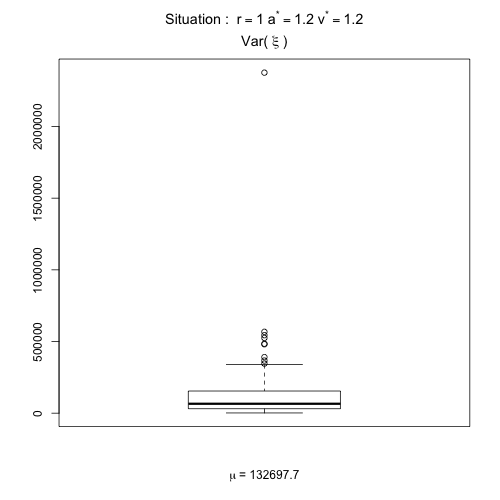 Situation :  r = 1 a* = 1.2 v* = 1.2
Var( ξ )
2000000
1500000
1000000
500000
0
μ = 132697.7